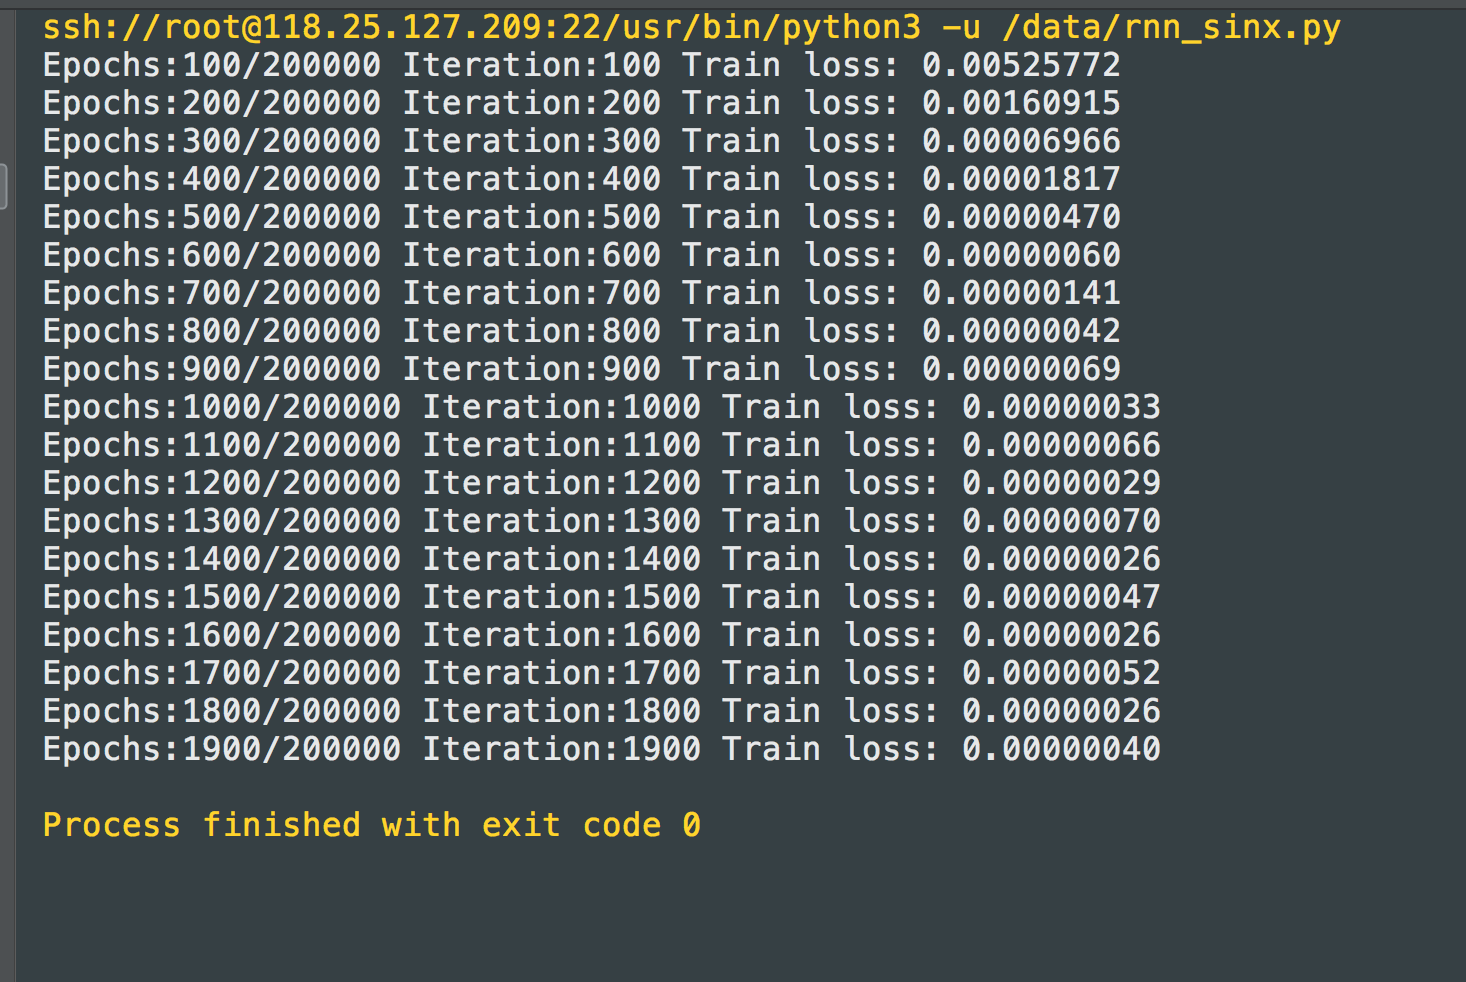 ssh://root@118.25.127.209:22/usr/bin/python3 -u /data/rnn_sinx.py
Epochs:100/200000 Iteration:100 Train loss: 0.00525772
Epochs:200/200000 Iteration:200 Train loss: 0.00160915
Epochs:300/200000 Iteration:300 Train loss: 0.00006966
Epochs:400/200000 Iteration:400 Train loss: 0.00001817
Epochs:500/200000 Iteration:500 Train loss: 0.00000470
Epochs:600/200000 Iteration:600 Train loss: 0.00000060
Epochs:700/200000 Iteration:700 Train loss: 0.00000141
Epochs:800/200000 Iteration:800 Train loss: 0.00000042
Epochs:900/200000 Iteration:900 Train loss: 0.00000069
Epochs:1000/200000 Iteration:1000 Train loss: 0.00000033
Epochs:1100/200000 Iteration:1100 Train loss: 0.00000066
Epochs:1200/200000 Iteration:1200 Train loss: 0.00000029
Epochs:1300/200000 Iteration:1300 Train loss: 0.00000070
Epochs:1400/200000 Iteration:1400 Train loss: 0.00000026
Epochs:1500/200000 Iteration:1500 Train loss: 0.00000047
Epochs:1600/200000 Iteration:1600 Train loss: 0.00000026
Epochs:1700/200000 Iteration:1700 Train loss: 0.00000052
Epochs:1800/200000 Iteration:1800 Train loss: 0.00000026
Epochs:1900/200000 Iteration:1900 Train loss: 0.00000040
Process finished with exit code 0